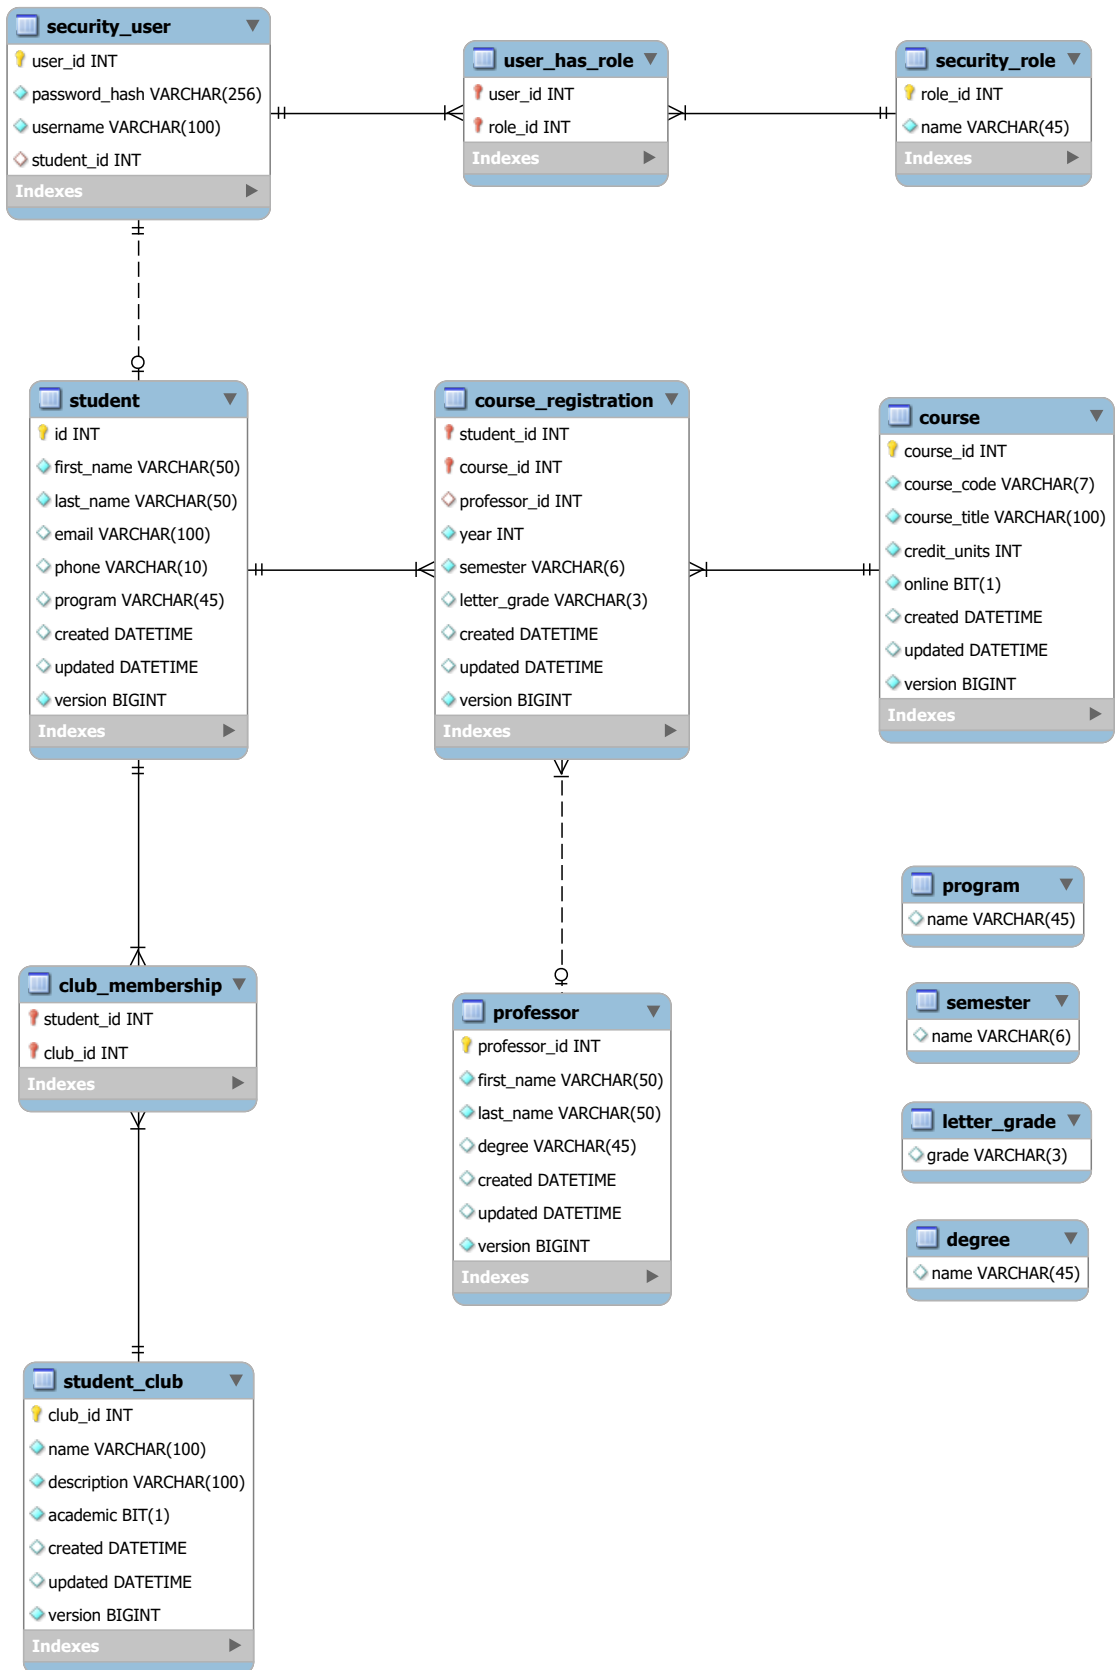 security_user
user_id INT
password_hash VARCHAR(256)
username VARCHAR(100)
student_id INT
Indexes
user_has_role
user_id INT
role_id INT
Indexes
security_role
role_id INT
name VARCHAR(45)
Indexes
student
id INT
first_name VARCHAR(50)
last_name VARCHAR(50)
email VARCHAR(100)
phone VARCHAR(10)
program VARCHAR(45)
created DATETIME
updated DATETIME
version BIGINT
Indexes
course_registration
student_id INT
course_id INT
professor_id INT
year INT
semester VARCHAR(6)
letter_grade VARCHAR(3)
created DATETIME
updated DATETIME
version BIGINT
Indexes
course
course_id INT
course_code VARCHAR(7)
course_title VARCHAR(100)
credit_units INT
online BIT(1)
created DATETIME
updated DATETIME
version BIGINT
Indexes
club_membership
student_id INT
club_id INT
Indexes
professor
professor_id INT
first_name VARCHAR(50)
last_name VARCHAR(50)
degree VARCHAR(45)
created DATETIME
updated DATETIME
version BIGINT
Indexes
program
name VARCHAR(45)
semester
name VARCHAR(6)
letter_grade
grade VARCHAR(3)
degree
name VARCHAR(45)
student_club
club_id INT
name VARCHAR(100)
description VARCHAR(100)
academic BIT(1)
created DATETIME
updated DATETIME
version BIGINT
Indexes